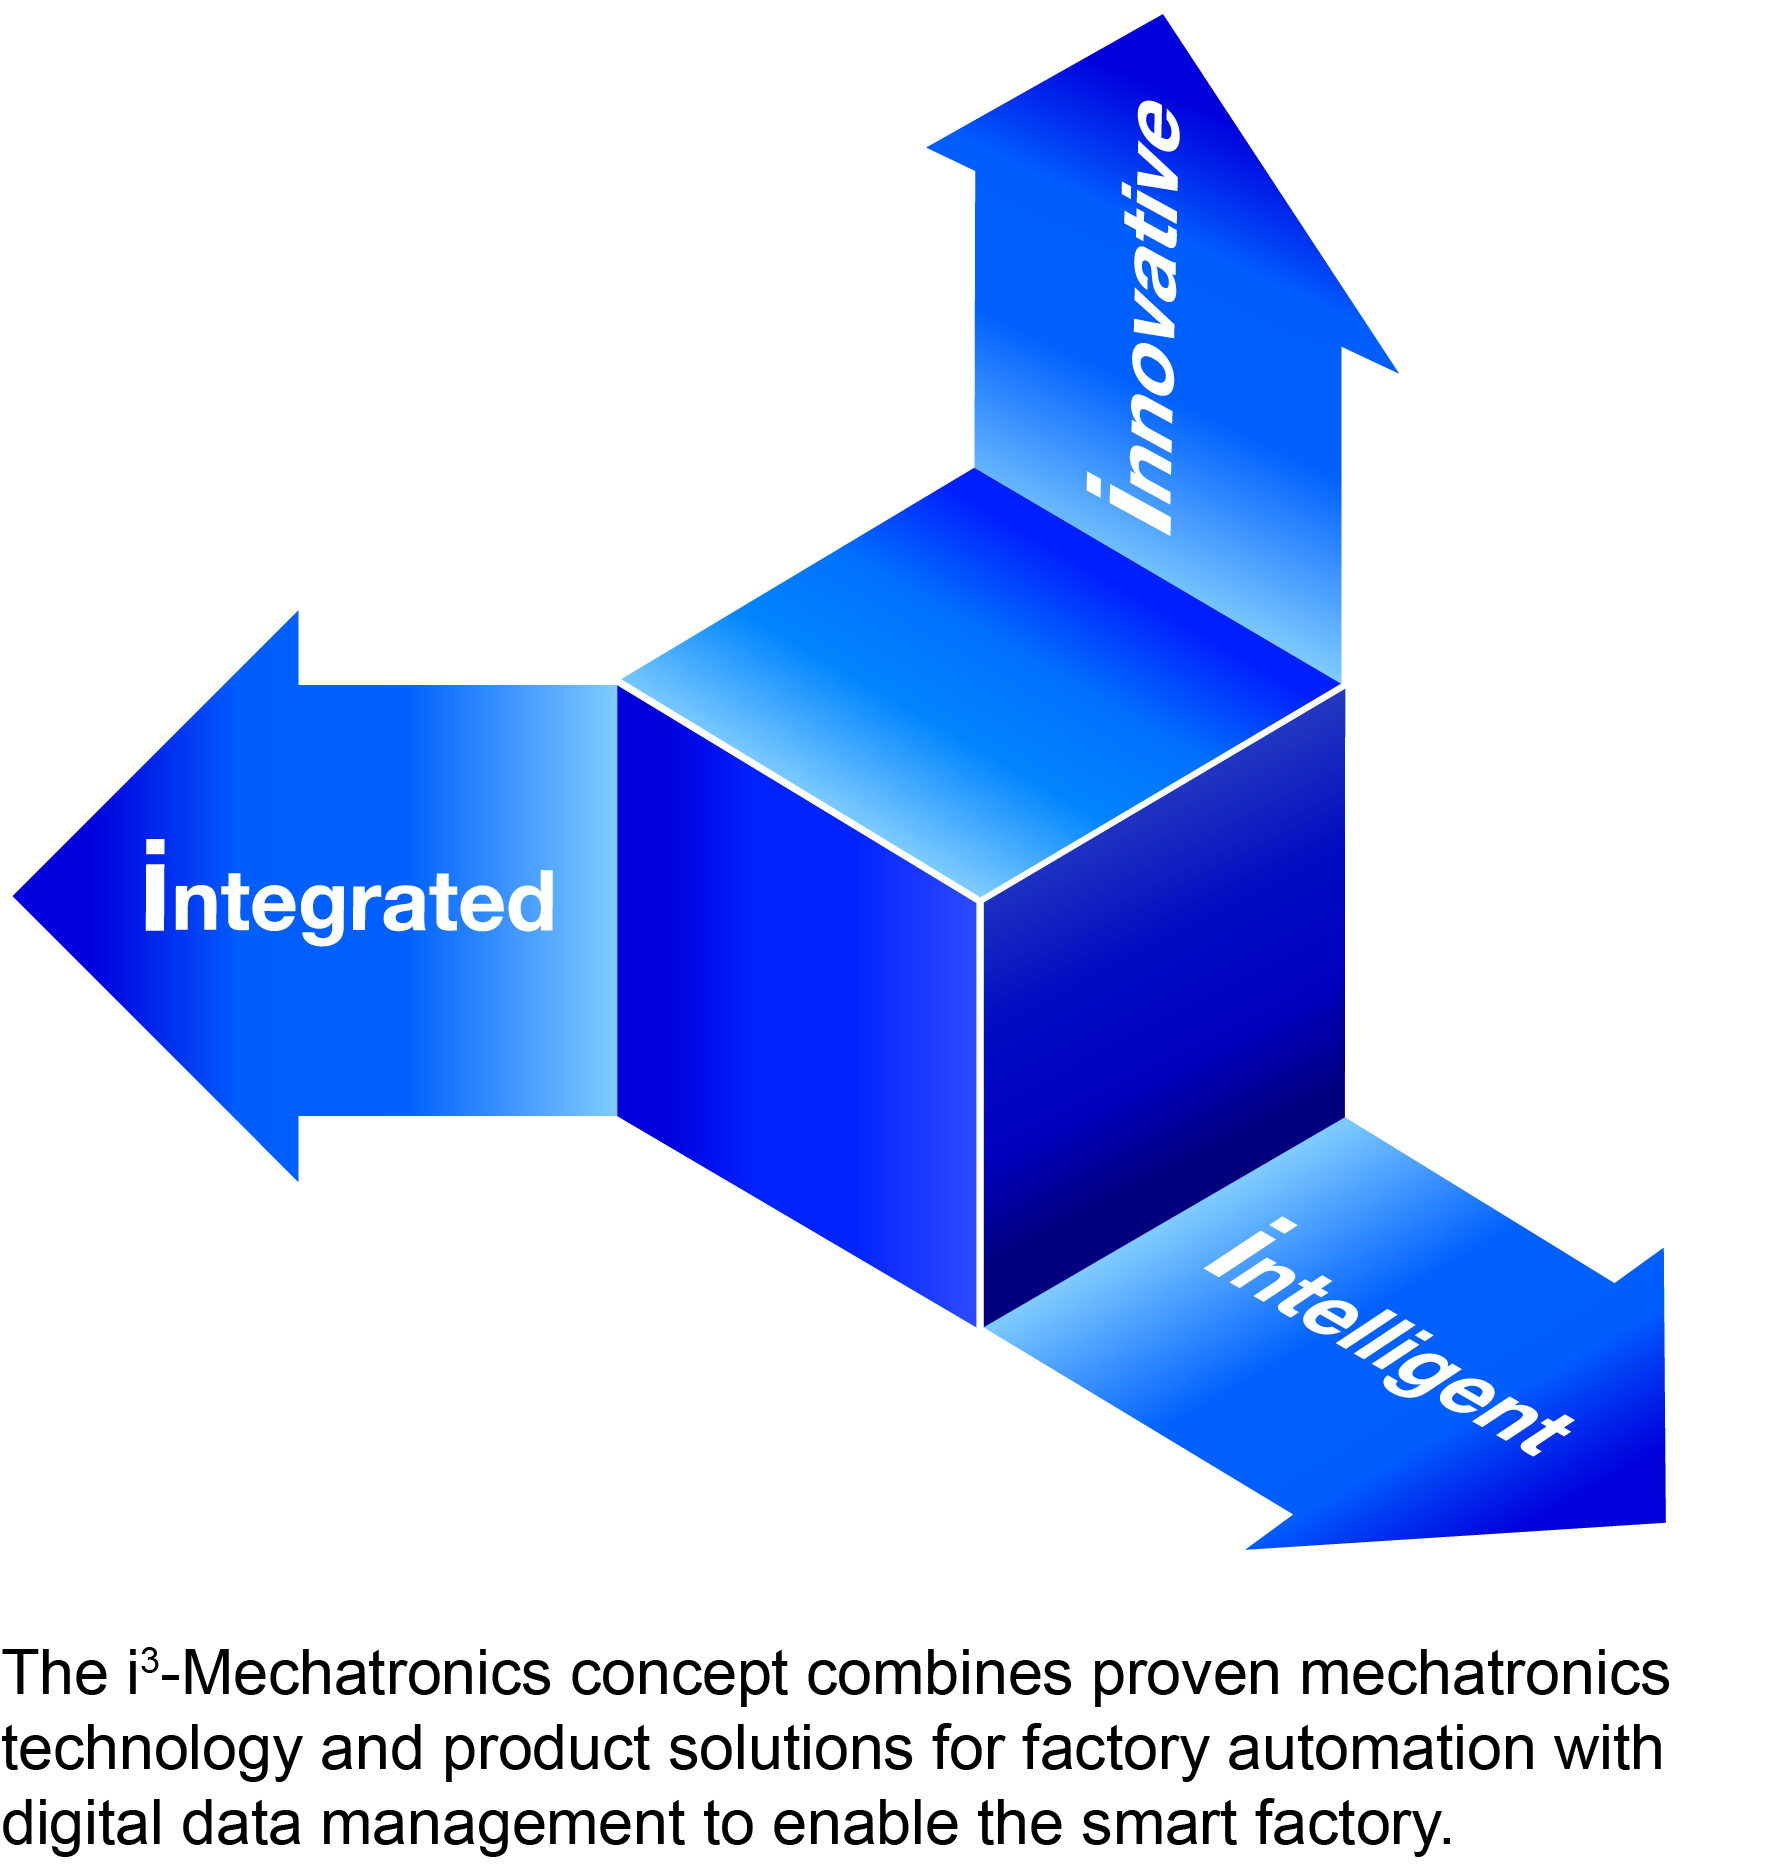 innovative
integrated
intelligent
The i³-Mechatronics concept combines proven mechatronics
technology and product solutions for factory automation with
digital data management to enable the smart factory.